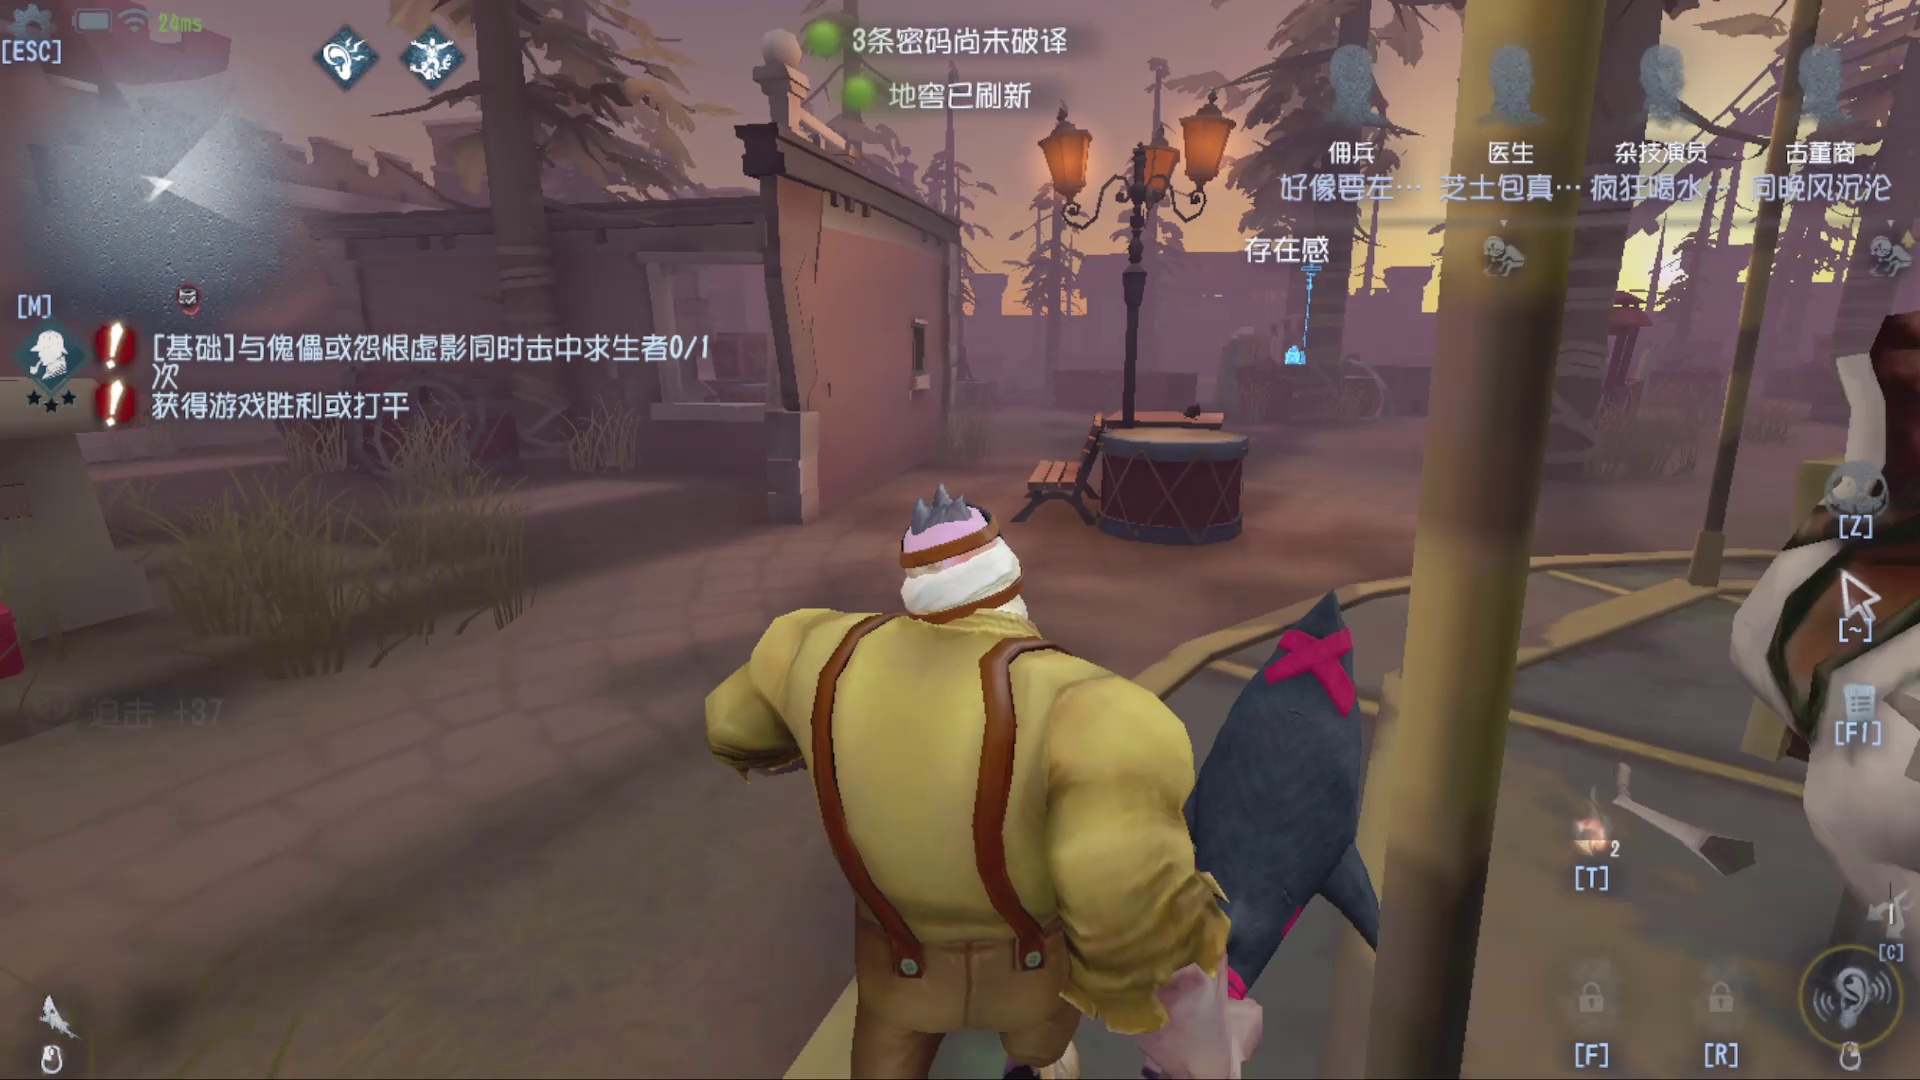 24ms
[ESC]
3条密码尚未破译
地窖已刷新
佣兵
医生
杂技演员
古董商
好像要左…
芝士包真…
疯狂喝水…
同晚风沉沦
存在感
[M]
[基础]与傀儡或怨恨虚影同时击中求生者0/1
次
获得游戏胜利或打平
[Z]
[~]
追击 +37
[F1]
2
[T]
1
[C]
[F]
[R]